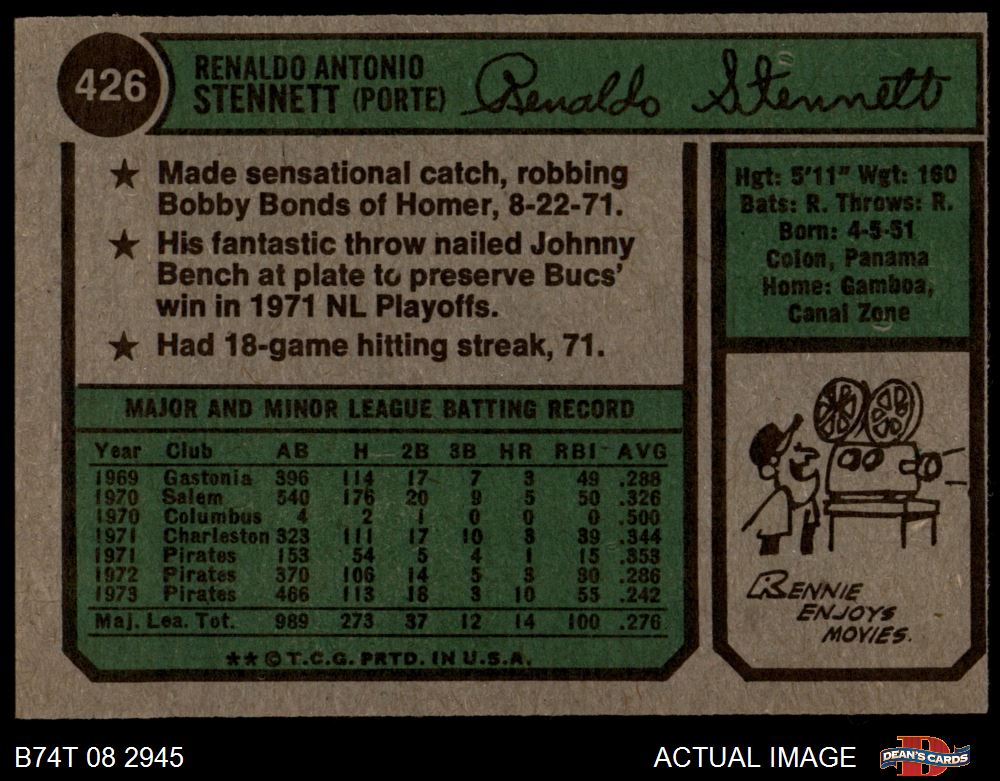 426
RENALDO ANTONIO
STENNETT (PORTE)
Renaldo Stennett
★ Made sensational catch, robbing
Bobby Bonds of Homer, 8-22-71.
★ His fantastic throw nailed Johnny
Bench at plate to preserve Bucs'
win in 1971 NL Playoffs.
★ Had 18-game hitting streak, 71.
Hgt: 5'11" Wgt: 160
Bats: R. Throws: R.
Born: 4-5-51
Colon, Panama
Home: Gamboa,
Canal Zone
MAJOR AND MINOR LEAGUE BATTING RECORD
Year Club AB H 2B 3B HR RBI AVG
1969 Gastonia 396 114 17 7 3 49 .288
1970 Salem 540 176 20 9 5 50 .326
1970 Columbus 4 2 1 0 0 0 .500
1971 Charleston 323 111 17 10 3 39 .344
1971 Pirates 153 54 5 4 1 15 .353
1972 Pirates 370 106 14 5 3 30 .286
1973 Pirates 466 113 18 3 10 55 .242
Maj. Lea. Tot. 989 273 37 12 14 100 .276
** © T.C.G. PRTD. IN U.S.A.
RENNIE
ENJOYS
MOVIES.
B74T 08 2945
ACTUAL IMAGE
DEAN'S CARDS